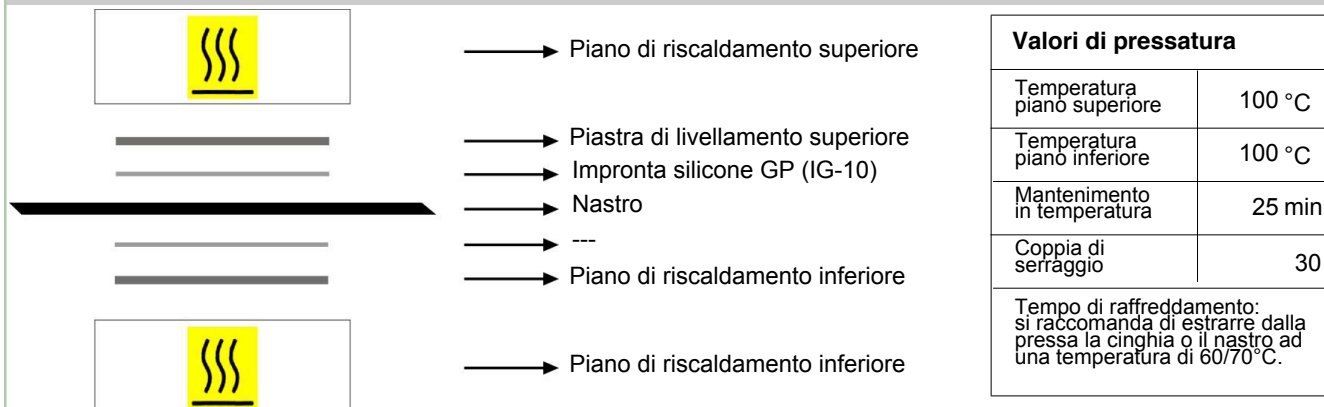 Piano di riscaldamento superiore
Piastra di livellamento superiore
Impronta silicone GP (IG-10)
Nastro
---
Piano di riscaldamento inferiore
Piano di riscaldamento inferiore
Valori di pressatura
Temperatura
piano superiore
100 °C
Temperatura
piano inferiore
100 °C
Mantenimento
in temperatura
25 min
Coppia di
serraggio
30
Tempo di raffreddamento:
si raccomanda di estrarre dalla
pressa la cinghia o il nastro ad
una temperatura di 60/70°C.